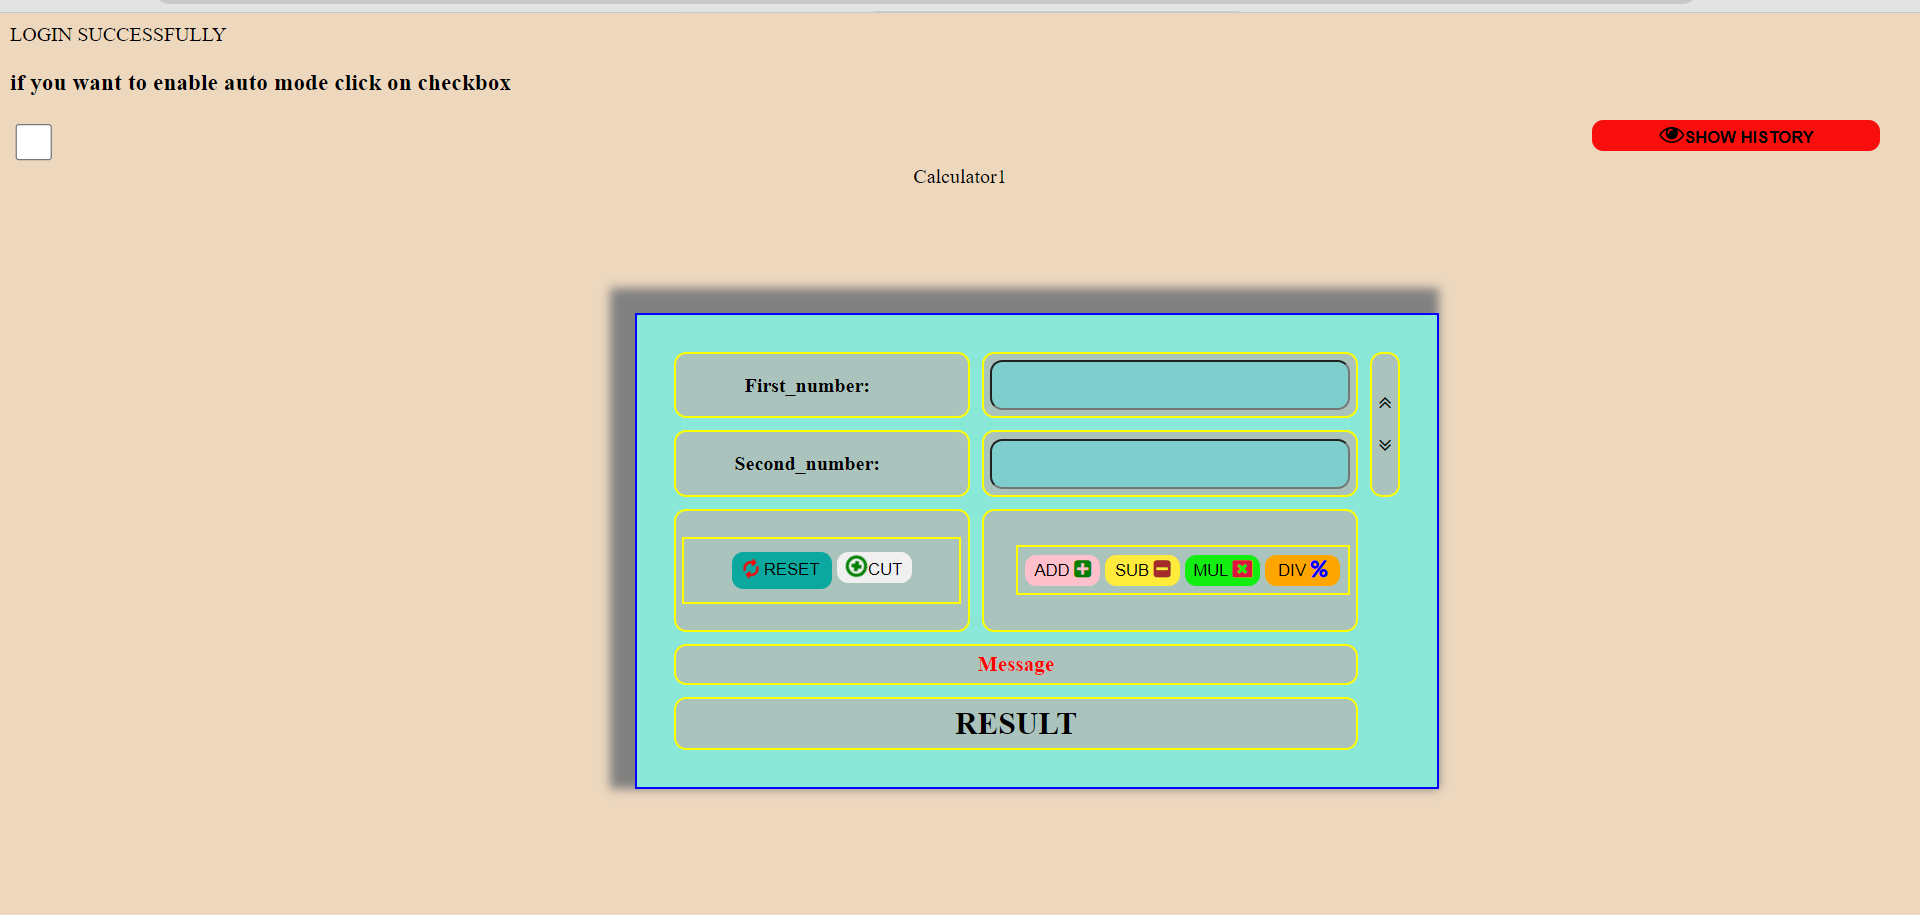 LOGIN SUCCESSFULLY
if you want to enable auto mode click on checkbox
SHOW HISTORY
Calculator1
First_number:
Second_number:
RESET CUT ADD SUB MUL DIV %
Message
RESULT